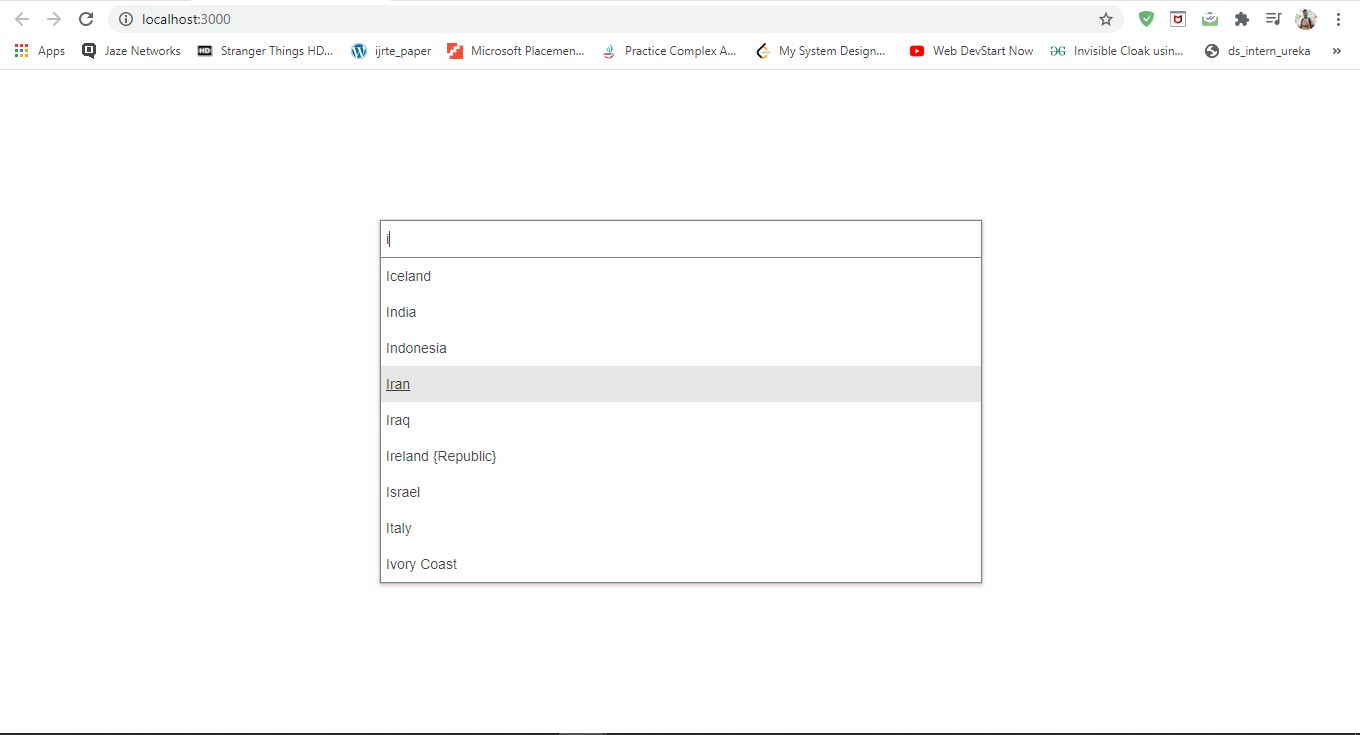 localhost:3000
Apps Jaze Networks Stranger Things HD... ijrte_paper Microsoft Placemen... Practice Complex A... My System Design... Web DevStart Now Invisible Cloak usin... ds_intern_ureka »
i
Iceland
India
Indonesia
Iran
Iraq
Ireland {Republic}
Israel
Italy
Ivory Coast